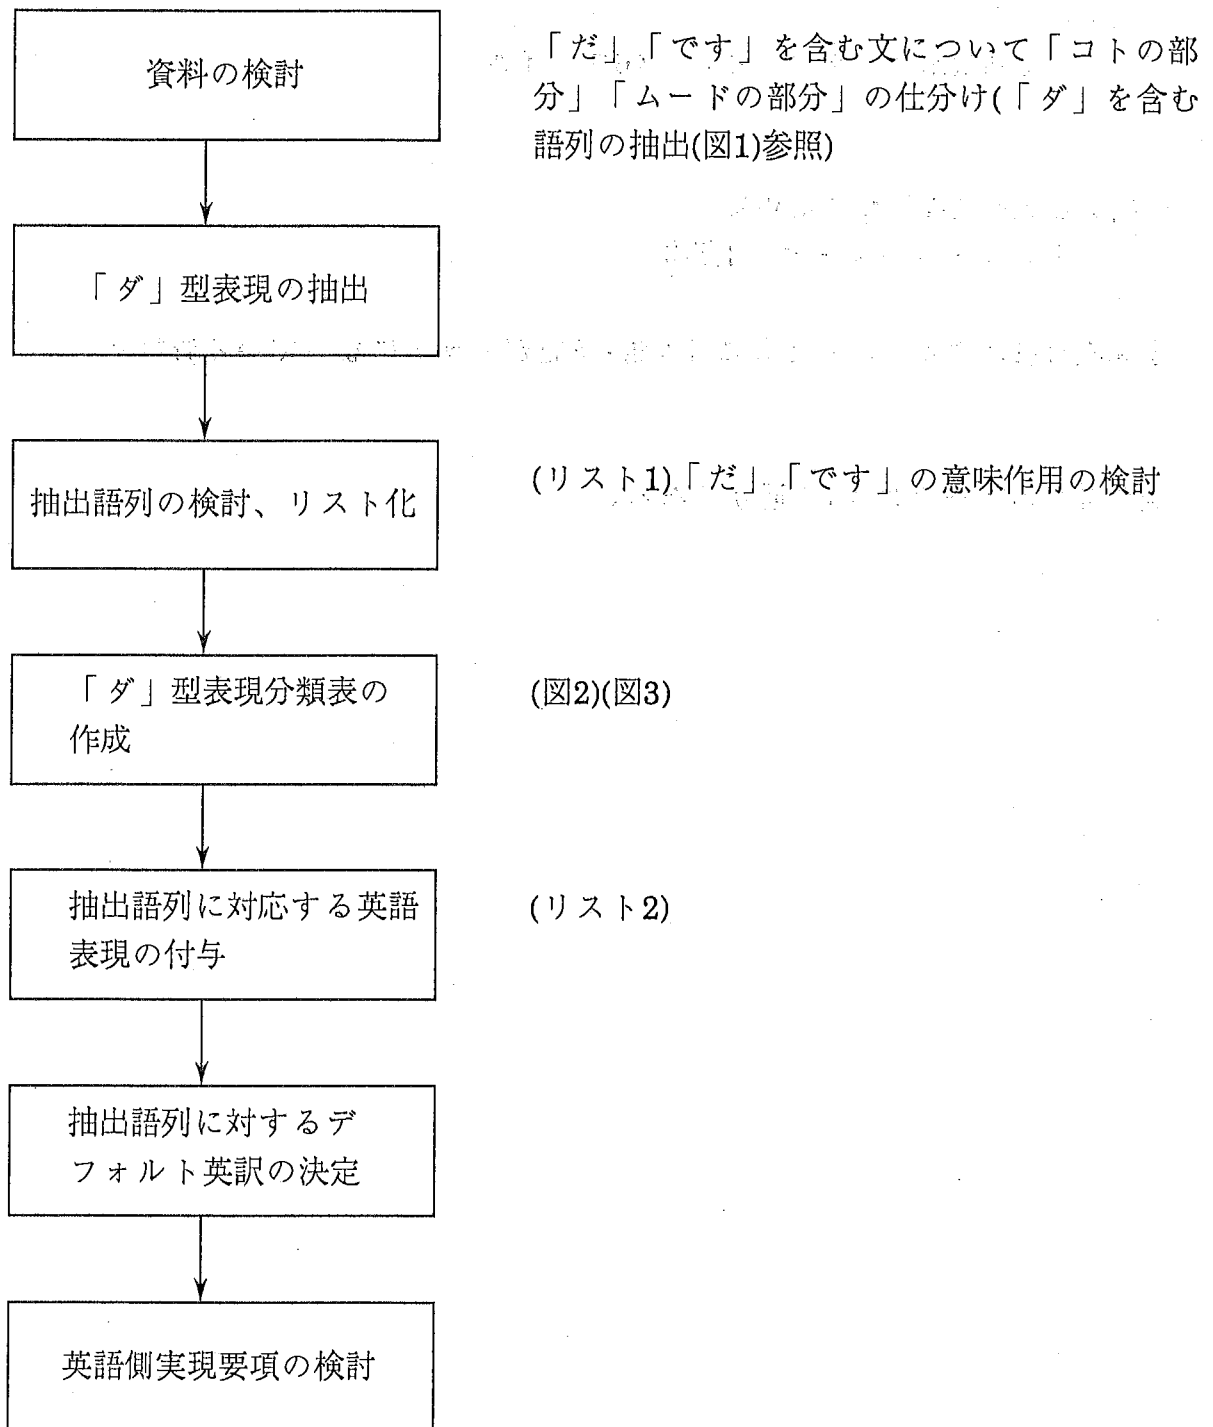 資料の検討
「だ」「です」を含む文について「コトの部
分」「ムードの部分」の仕分け(「ダ」を含む
語列の抽出(図1)参照)
「ダ」型表現の抽出
抽出語列の検討、リスト化
(リスト1)「だ」「です」の意味作用の検討
「ダ」型表現分類表の
作成
(図2)(図3)
抽出語列に対応する英語
表現の付与
(リスト2)
抽出語列に対するデ
フォルト英訳の決定
英語側実現要項の検討